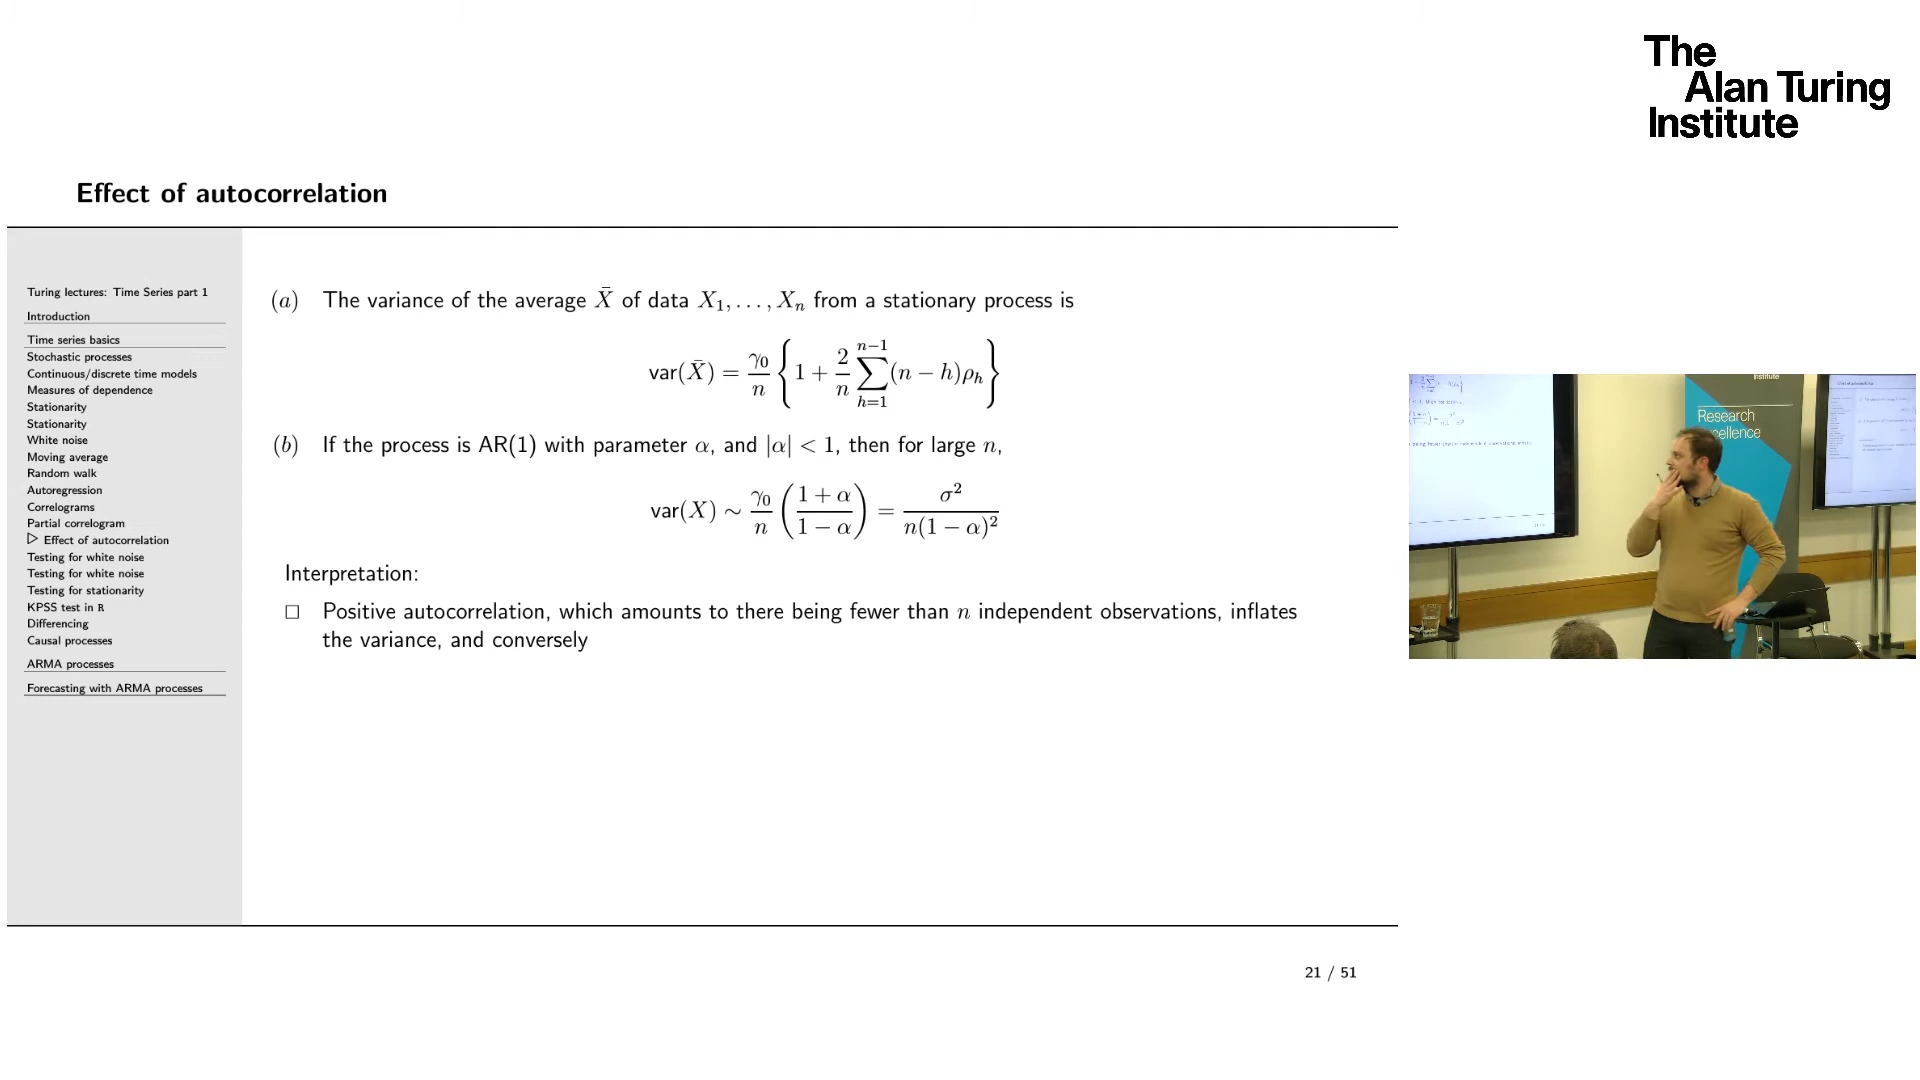 The
Alan Turing
Institute
Effect of autocorrelation
Turing lectures: Time Series part 1
Introduction
Time series basics
Stochastic processes
Continuous/discrete time models
Measures of dependence
Stationarity
Stationarity
White noise
Moving average
Random walk
Autoregression
Correlograms
Partial correlogram
▷ Effect of autocorrelation
Testing for white noise
Testing for white noise
Testing for stationarity
KPSS test in R
Differencing
Causal processes
ARMA processes
Forecasting with ARMA processes
(a) The variance of the average X̄ of data X₁, . . . , Xₙ from a stationary process is
var(X̄) = γ₀/n {1 + 2/n ∑_{h=1}^{n−1} (n − h)ρₕ}
(b) If the process is AR(1) with parameter α, and |α| < 1, then for large n,
var(X) ∼ γ₀/n ((1 + α)/(1 − α)) = σ²/(n(1 − α)²)
Interpretation:
□ Positive autocorrelation, which amounts to there being fewer than n independent observations, inflates
the variance, and conversely
21 / 51
Institute
Research